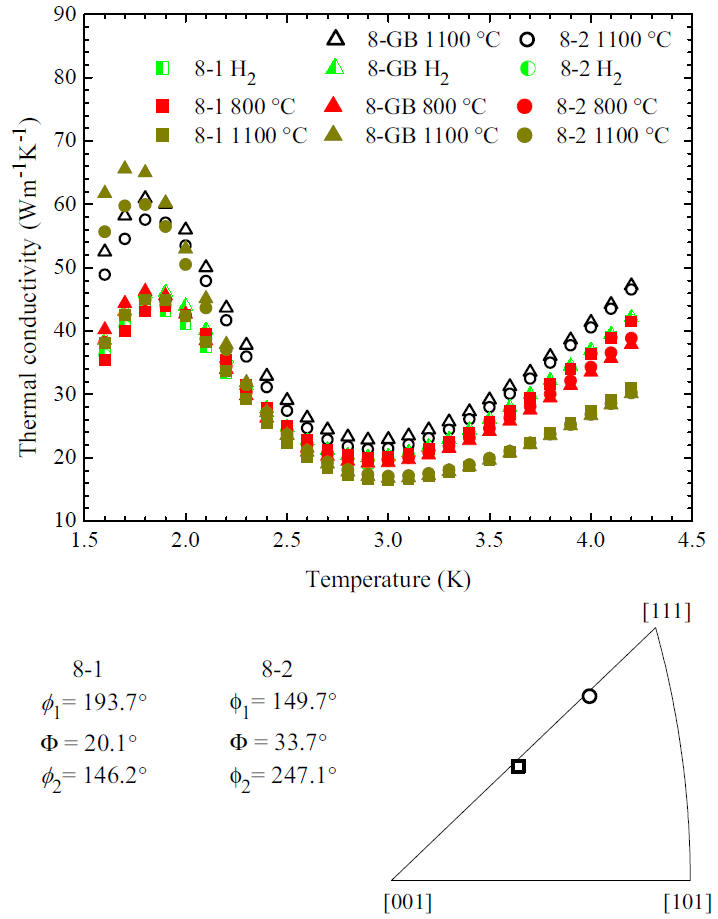 8-GB 1100 °C 8-2 1100 °C
8-1 H₂ 8-GB H₂ 8-2 H₂
8-1 800 °C 8-GB 800 °C 8-2 800 °C
8-1 1100 °C 8-GB 1100 °C 8-2 1100 °C
Thermal conductivity (Wm⁻¹K⁻¹)
90
80
70
60
50
40
30
20
10
1.5 2.0 2.5 3.0 3.5 4.0 4.5
Temperature (K)
8-1 8-2
ϕ₁= 193.7° ϕ₁= 149.7°
Φ = 20.1° Φ = 33.7°
ϕ₂= 146.2° ϕ₂= 247.1°
[111]
[001] [101]